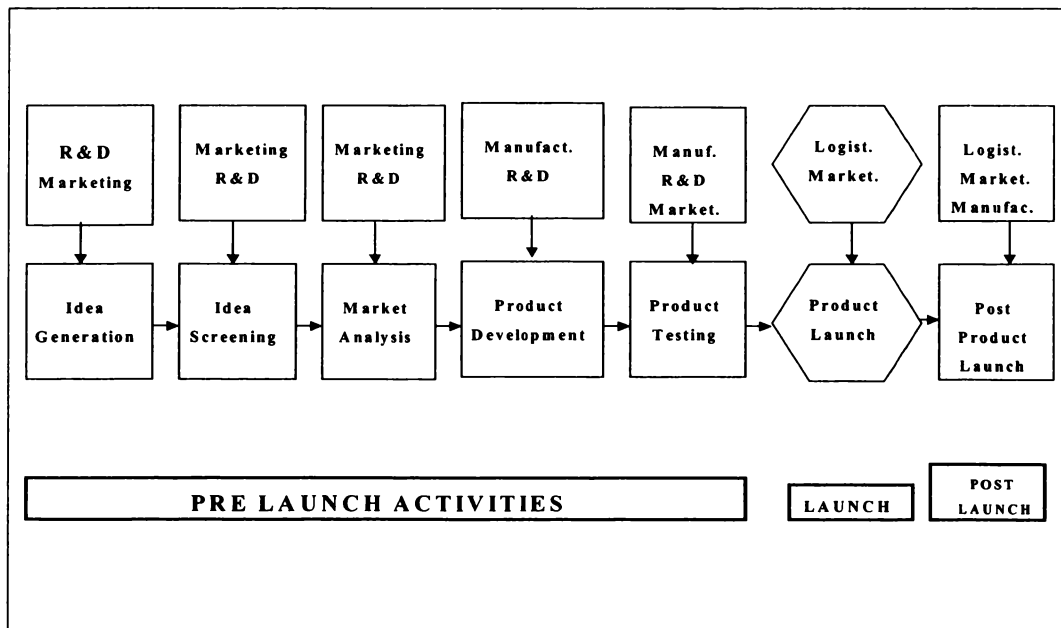 R&D
Marketing
Marketing
R&D
Marketing
R&D
Manufact.
R&D
Manuf.
R&D
Market.
Logist.
Market.
Logist.
Market.
Manufac.
Idea
Generation
Idea
Screening
Market
Analysis
Product
Development
Product
Testing
Product
Launch
Post
Product
Launch
PRE LAUNCH ACTIVITIES
LAUNCH
POST
LAUNCH